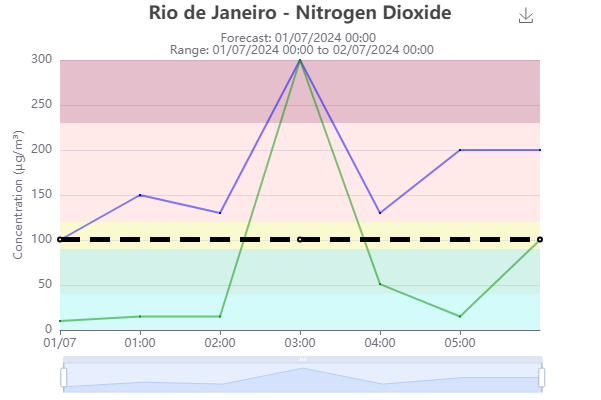 Rio de Janeiro - Nitrogen Dioxide
Forecast: 01/07/2024 00:00
Range: 01/07/2024 00:00 to 02/07/2024 00:00
Concentration (µg/m³)
300
250
200
150
100
50
0
01/07 01:00 02:00 03:00 04:00 05:00